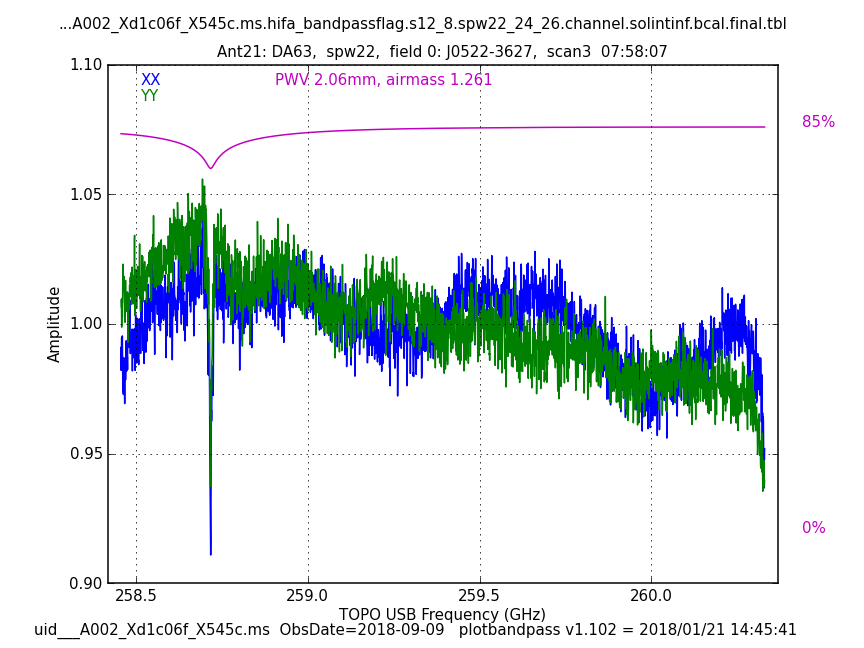 ...A002_Xd1c06f_X545c.ms.hifa_bandpassflag.s12_8.spw22_24_26.channel.solintinf.bcal.final.tbl
Ant21: DA63, spw22, field 0: J0522-3627, scan3 07:58:07
XX
YY
PWV 2.06mm, airmass 1.261
85%
0%
1.10
1.05
1.00
0.95
0.90
Amplitude
258.5 259.0 259.5 260.0
TOPO USB Frequency (GHz)
uid___A002_Xd1c06f_X545c.ms ObsDate=2018-09-09 plotbandpass v1.102 = 2018/01/21 14:45:41